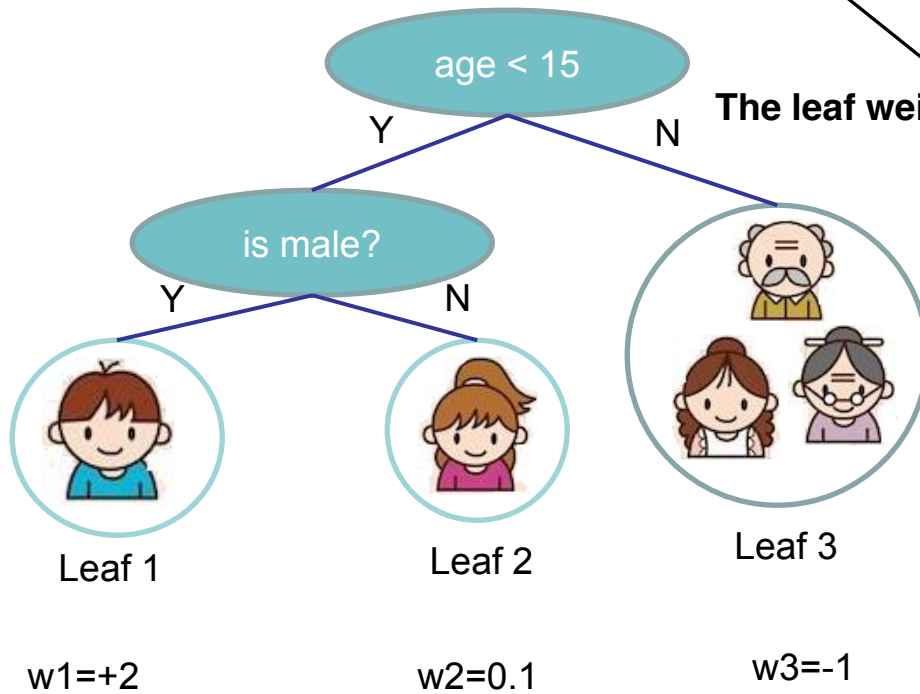 age < 15
The leaf
Y
N
is male?
Y
N
Leaf 1
Leaf 2
Leaf 3
w1=+2
w2=0.1
w3=-1